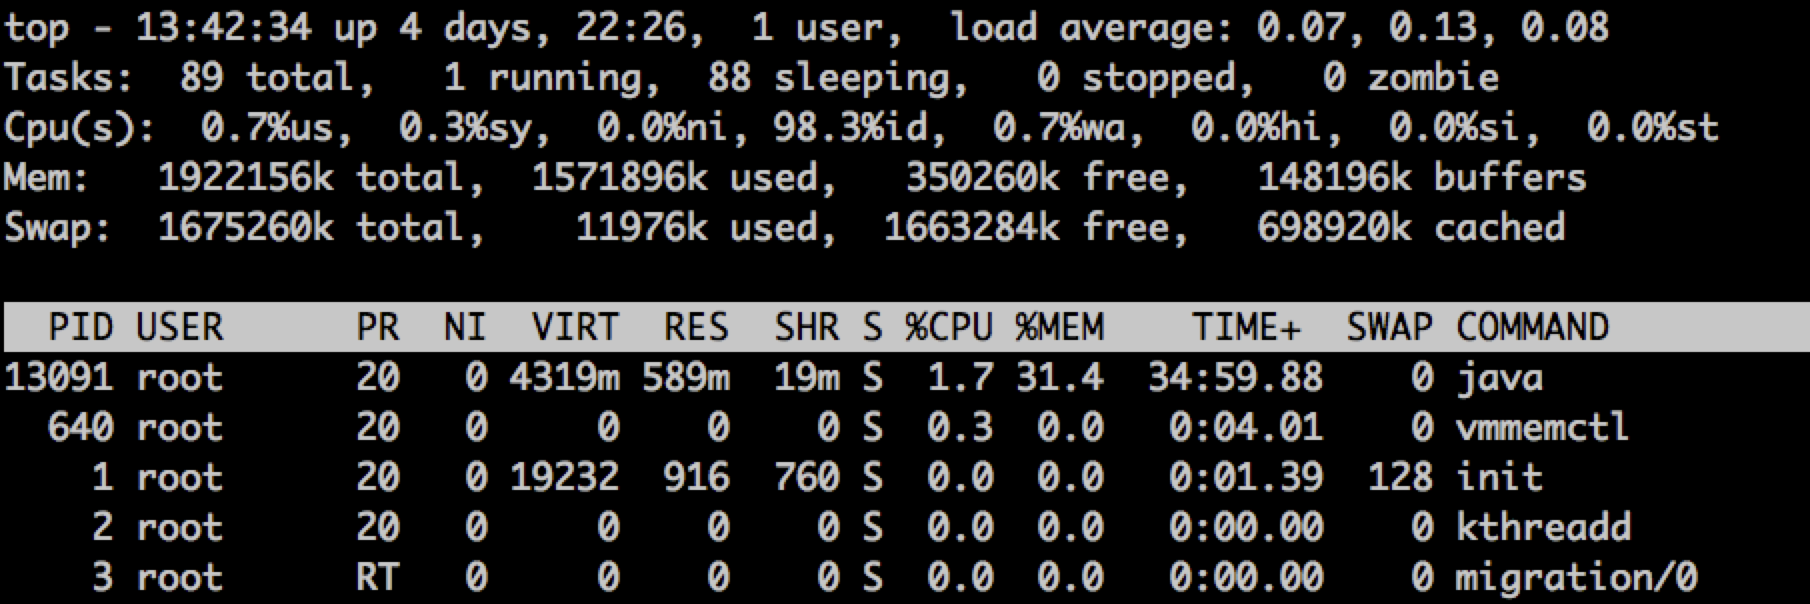 top - 13:42:34 up 4 days, 22:26,  1 user,  load average: 0.07, 0.13, 0.08
Tasks:  89 total,   1 running,  88 sleeping,   0 stopped,   0 zombie
Cpu(s):  0.7%us,  0.3%sy,  0.0%ni, 98.3%id,  0.7%wa,  0.0%hi,  0.0%si,  0.0%st
Mem:   1922156k total,  1571896k used,   350260k free,   148196k buffers
Swap:  1675260k total,    11976k used,  1663284k free,   698920k cached
  PID USER      PR  NI  VIRT  RES  SHR S %CPU %MEM    TIME+  SWAP COMMAND
13091 root      20   0 4319m 589m  19m S  1.7 31.4  34:59.88    0 java
  640 root      20   0     0    0    0 S  0.3  0.0   0:04.01    0 vmmemctl
    1 root      20   0 19232  916  760 S  0.0  0.0   0:01.39  128 init
    2 root      20   0     0    0    0 S  0.0  0.0   0:00.00    0 kthreadd
    3 root      RT   0     0    0    0 S  0.0  0.0   0:00.00    0 migration/0